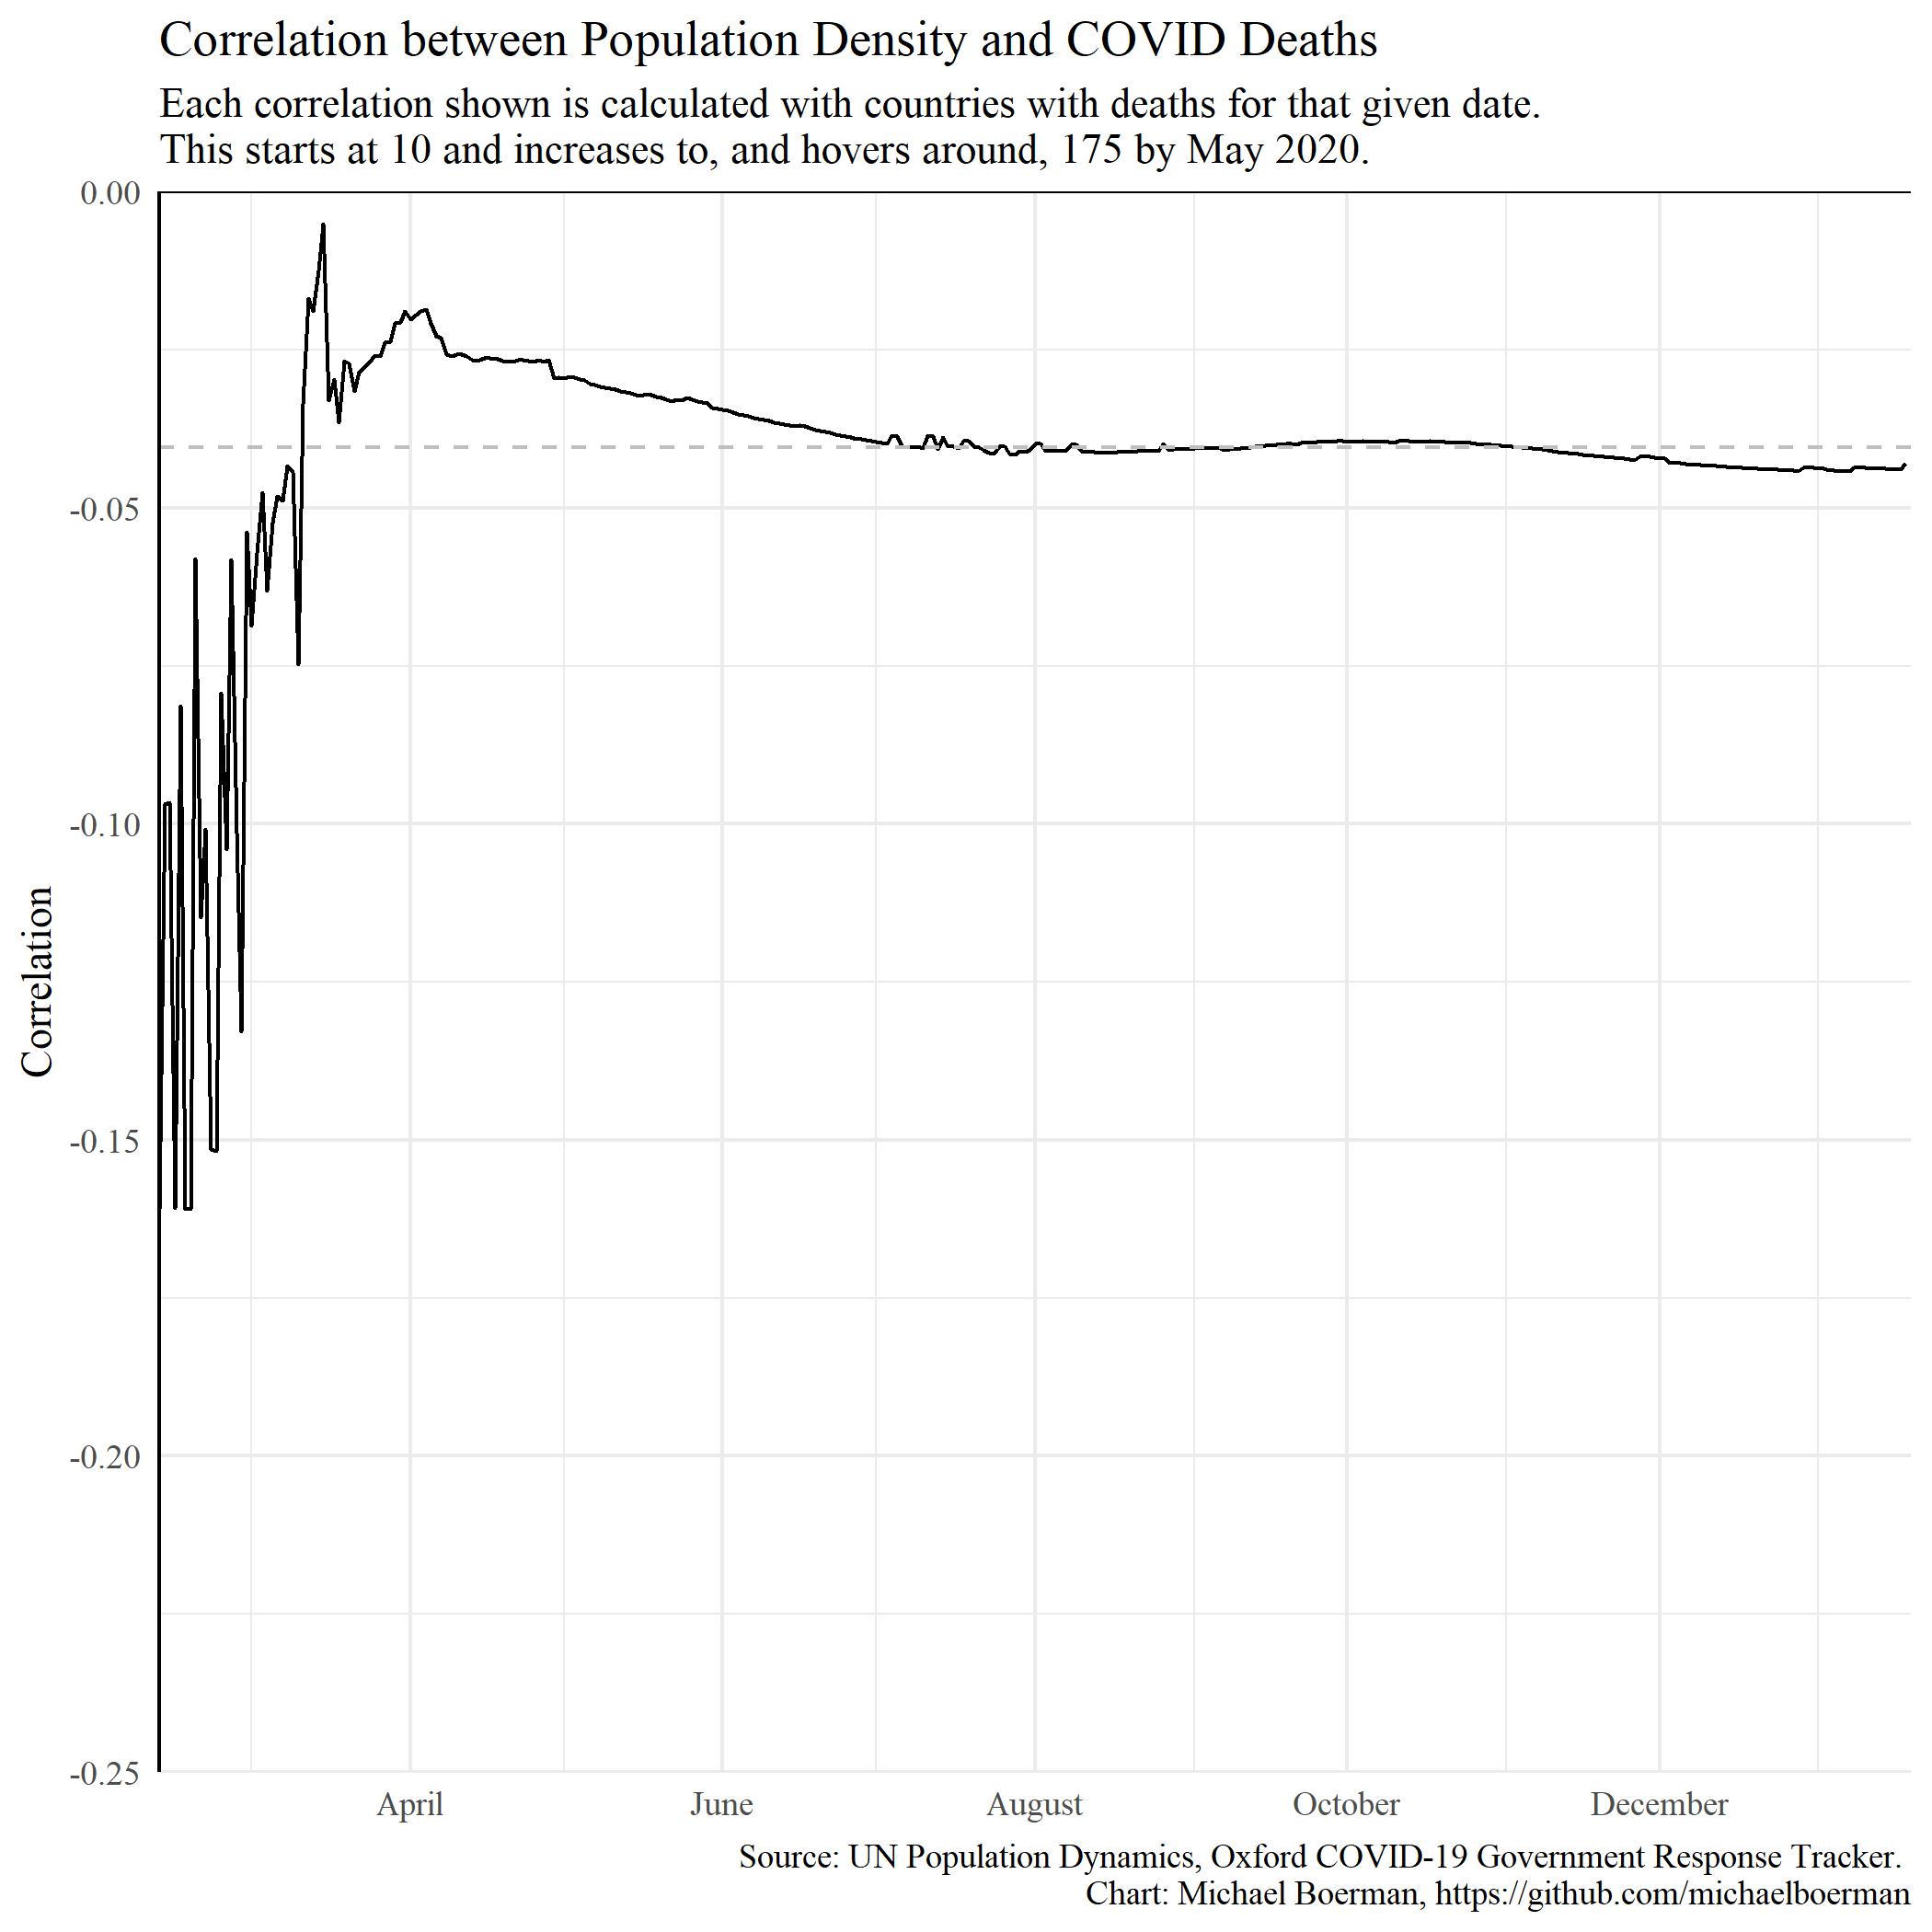 Correlation between Population Density and COVID Deaths
Each correlation shown is calculated with countries with deaths for that given date.
This starts at 10 and increases to, and hovers around, 175 by May 2020.
0.00
-0.05
-0.10
-0.15
-0.20
-0.25
Correlation
April June August October December
Source: UN Population Dynamics, Oxford COVID-19 Government Response Tracker.
Chart: Michael Boerman, https://github.com/michaelboerman